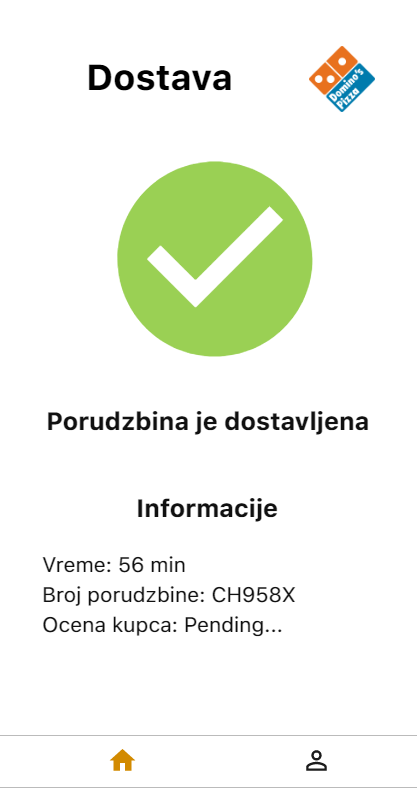 Dostava
Domino's
Pizza
Porudzbina je dostavljena
Informacije
Vreme: 56 min
Broj porudzbine: CH958X
Ocena kupca: Pending...